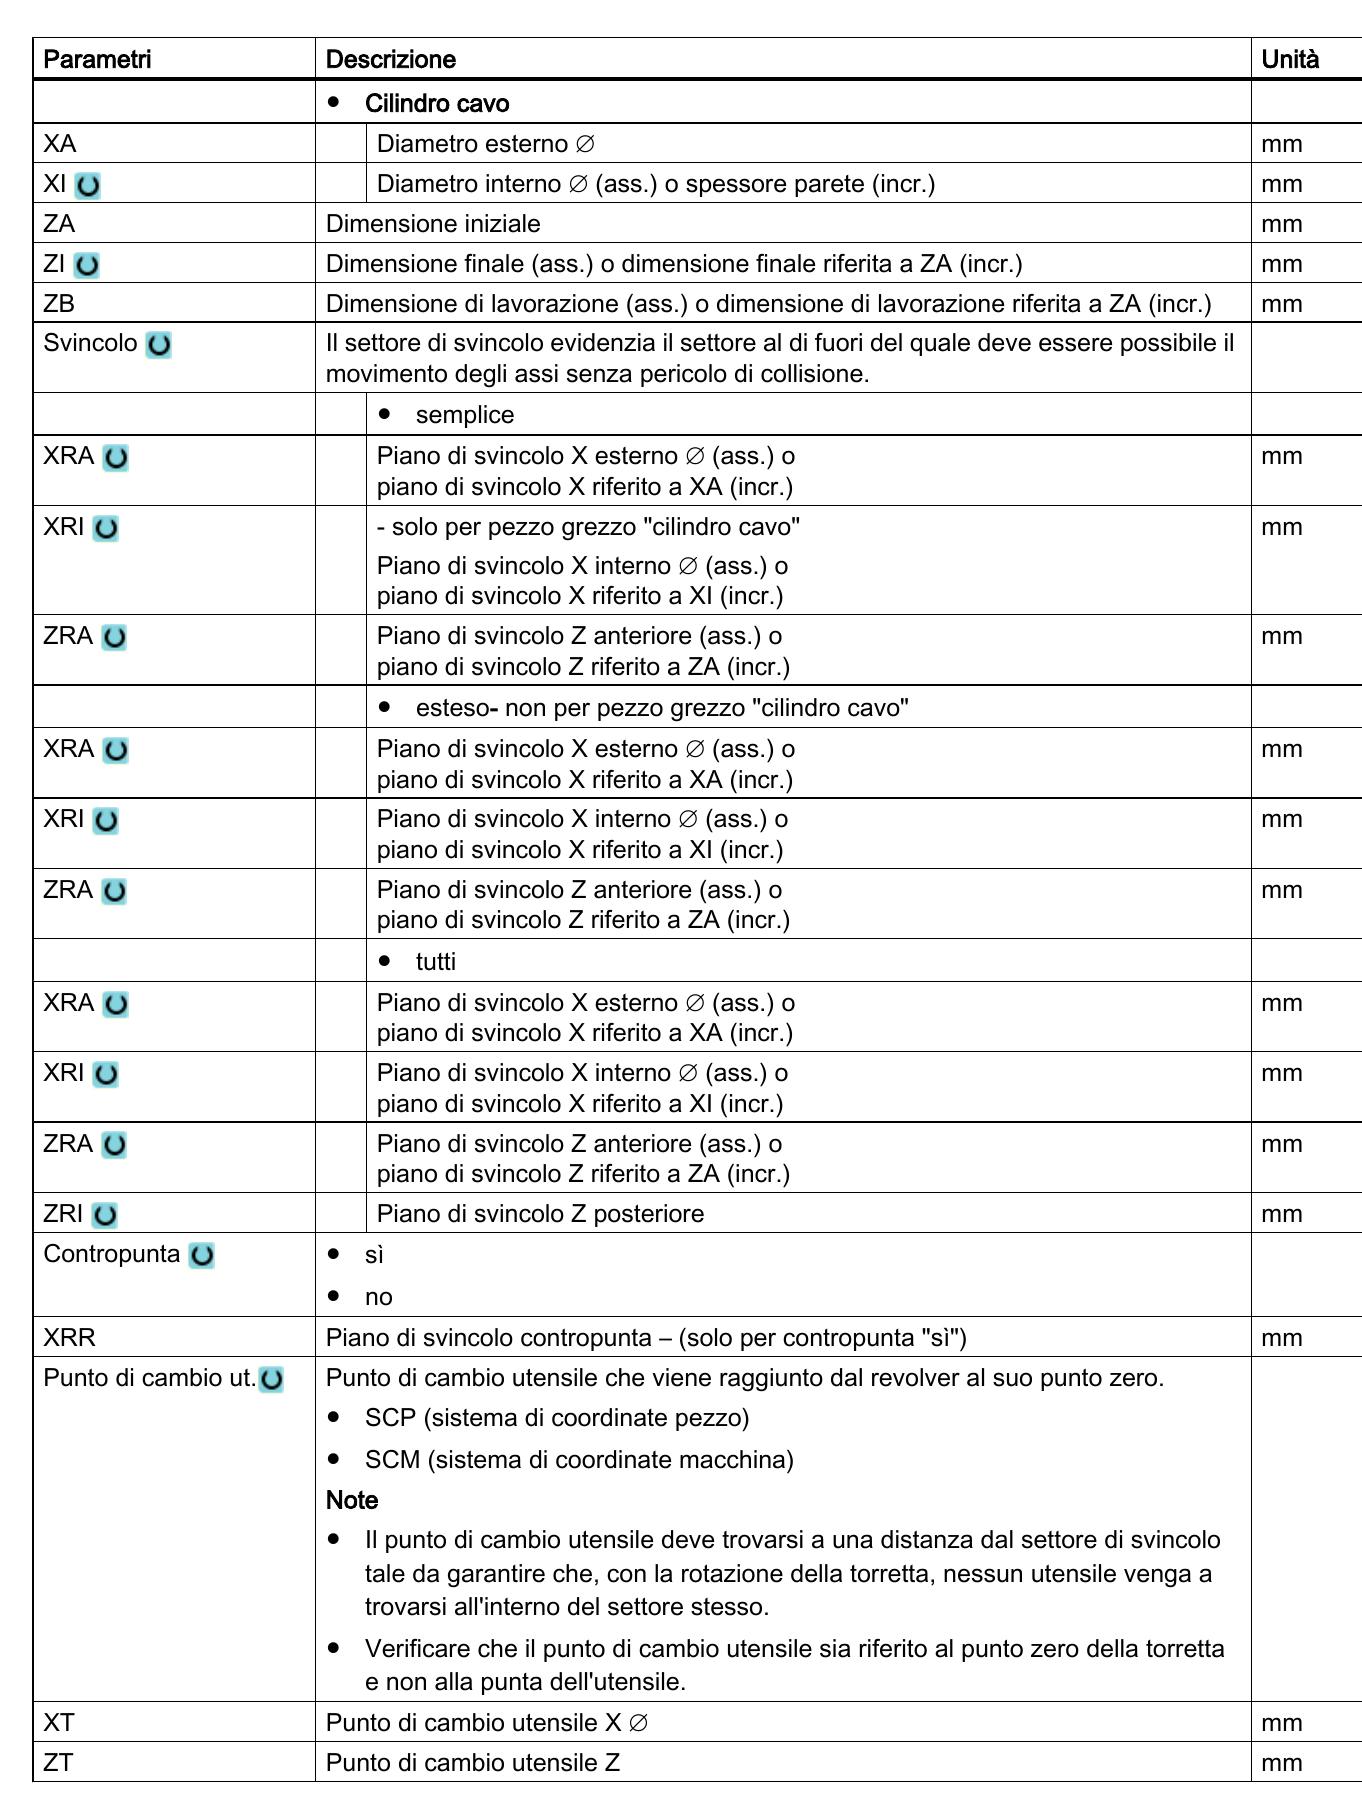 Parametri Descrizione Unità
• Cilindro cavo
XA Diametro esterno ∅ mm
XI Diametro interno ∅ (ass.) o spessore parete (incr.) mm
ZA Dimensione iniziale mm
ZI Dimensione finale (ass.) o dimensione finale riferita a ZA (incr.) mm
ZB Dimensione di lavorazione (ass.) o dimensione di lavorazione riferita a ZA (incr.) mm
Svincolo Il settore di svincolo evidenzia il settore al di fuori del quale deve essere possibile il
movimento degli assi senza pericolo di collisione.
• semplice
XRA Piano di svincolo X esterno ∅ (ass.) o mm
piano di svincolo X riferito a XA (incr.)
XRI - solo per pezzo grezzo "cilindro cavo" mm
Piano di svincolo X interno ∅ (ass.) o
piano di svincolo X riferito a XI (incr.)
ZRA Piano di svincolo Z anteriore (ass.) o mm
piano di svincolo Z riferito a ZA (incr.)
• esteso- non per pezzo grezzo "cilindro cavo"
XRA Piano di svincolo X esterno ∅ (ass.) o mm
piano di svincolo X riferito a XA (incr.)
XRI Piano di svincolo X interno ∅ (ass.) o mm
piano di svincolo X riferito a XI (incr.)
ZRA Piano di svincolo Z anteriore (ass.) o mm
piano di svincolo Z riferito a ZA (incr.)
• tutti
XRA Piano di svincolo X esterno ∅ (ass.) o mm
piano di svincolo X riferito a XA (incr.)
XRI Piano di svincolo X interno ∅ (ass.) o mm
piano di svincolo X riferito a XI (incr.)
ZRA Piano di svincolo Z anteriore (ass.) o mm
piano di svincolo Z riferito a ZA (incr.)
ZRI Piano di svincolo Z posteriore mm
Contropunta • sì
• no
XRR Piano di svincolo contropunta – (solo per contropunta "sì") mm
Punto di cambio ut. Punto di cambio utensile che viene raggiunto dal revolver al suo punto zero.
• SCP (sistema di coordinate pezzo)
• SCM (sistema di coordinate macchina)
Note
• Il punto di cambio utensile deve trovarsi a una distanza dal settore di svincolo
tale da garantire che, con la rotazione della torretta, nessun utensile venga a
trovarsi all'interno del settore stesso.
• Verificare che il punto di cambio utensile sia riferito al punto zero della torretta
e non alla punta dell'utensile.
XT Punto di cambio utensile X ∅ mm
ZT Punto di cambio utensile Z mm